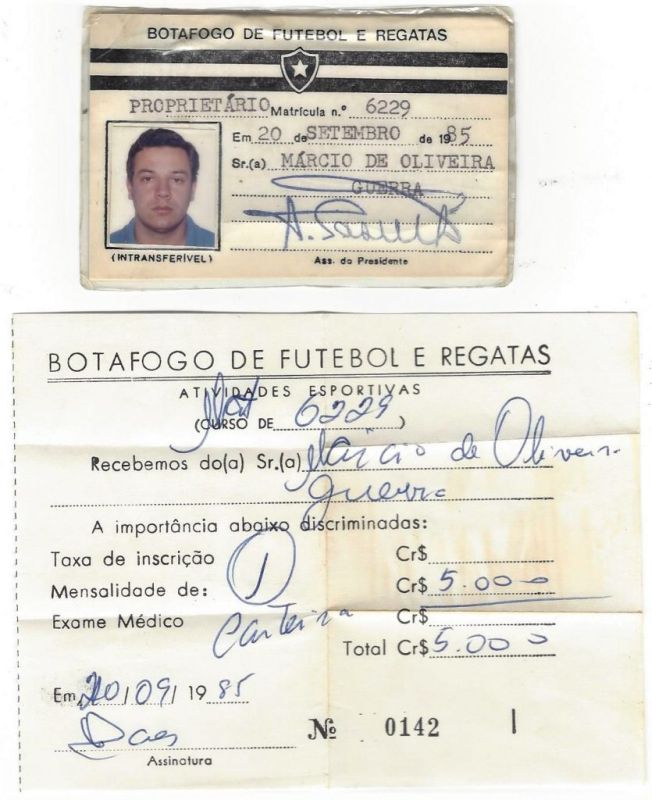 BOTAFOGO DE FUTEBOL E REGATAS
PROPRIETÁRIO Matrícula n.º 6229
Em 20 de SETEMBRO de 1985
Sr.(a) MÁRCIO DE OLIVEIRA
GUERRA
(INTRANSFERÍVEL)
Ass. do Presidente
BOTAFOGO DE FUTEBOL E REGATAS
ATIVIDADES ESPORTIVAS
(CURSO DE Mat 6229)
Recebemos do(a) Sr.(a) Márcio de Oliveira
Guerra
A importância abaixo discriminadas:
Taxa de inscrição Cr$
Mensalidade de: 1 Cr$ 5.000
Exame Médico Carteira Cr$
Total Cr$ 5.000
Em, 20/09/1985
Assinatura
Nº 0142